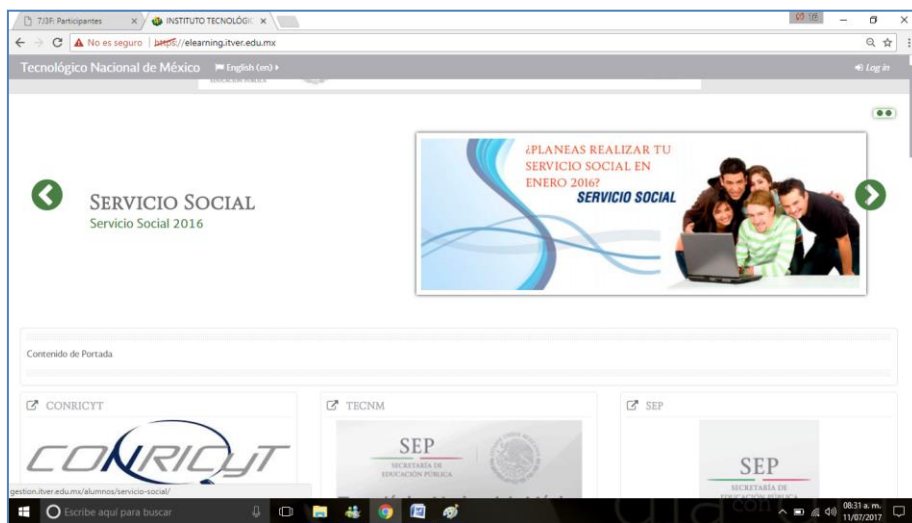 7/3F: Participantes
INSTITUTO TECNOLÓGIC
No es seguro | https://elearning.itver.edu.mx
Tecnológico Nacional de México English (en)
Log in
SERVICIO SOCIAL
Servicio Social 2016
¿PLANEAS REALIZAR TU
SERVICIO SOCIAL EN
ENERO 2016?
SERVICIO SOCIAL
Contenido de Portada
CONRICYT
TECNM
SEP
CONRICyT
SEP
SECRETARÍA DE
EDUCACIÓN PÚBLICA
SEP
SECRETARÍA DE
EDUCACIÓN PÚBLICA
gestion.itver.edu.mx/alumnos/servicio-social/
Escribe aquí para buscar
08:31 a. m.
11/07/2017